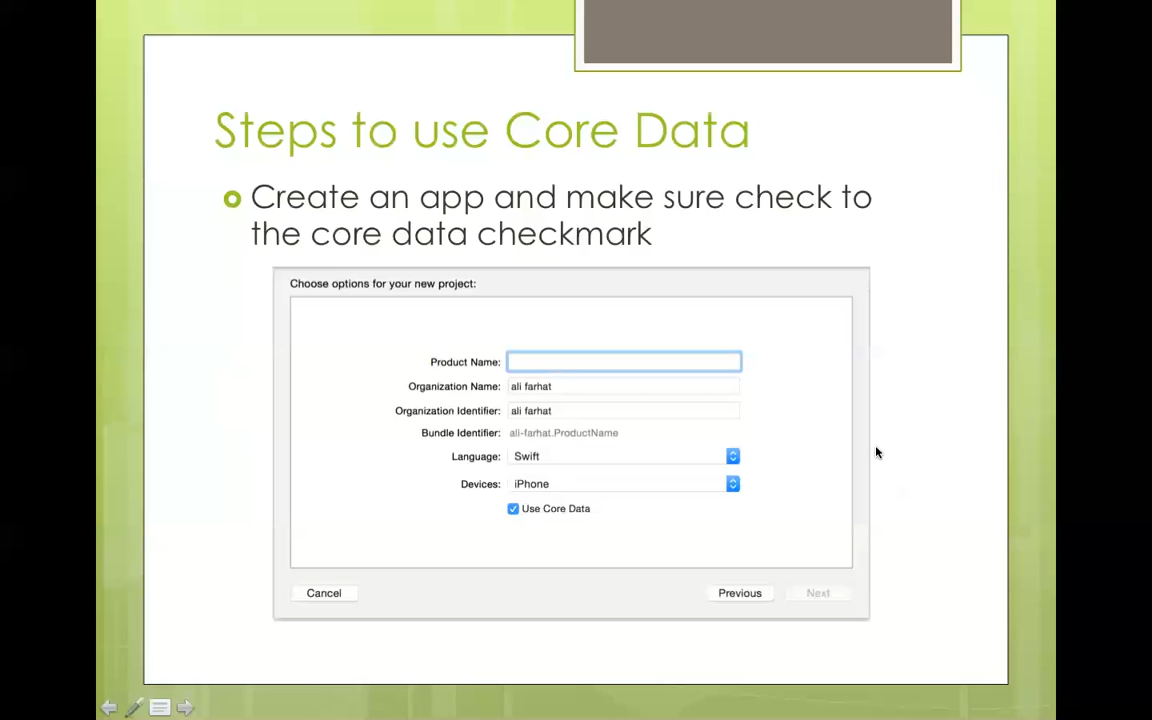 Steps to use Core Data
Create an app and make sure check to
the core data checkmark
Choose options for your new project:
Product Name:
Organization Name: ali farhat
Organization Identifier: ali farhat
Bundle Identifier: ali-farhat.ProductName
Language: Swift
Devices: iPhone
Use Core Data
Cancel Previous Next